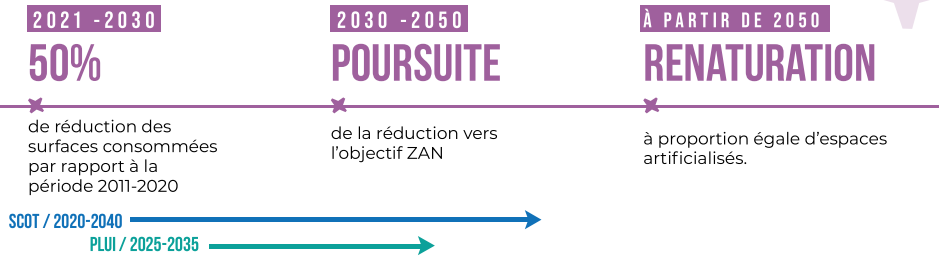 2021 -2030
50%
de réduction des
surfaces consommées
par rapport à la
période 2011-2020
2030 -2050
POURSUITE
de la réduction vers
l'objectif ZAN
À PARTIR DE 2050
RENATURATION
à proportion égale d'espaces
artificialisés.
SCOT / 2020-2040
PLUI / 2025-2035